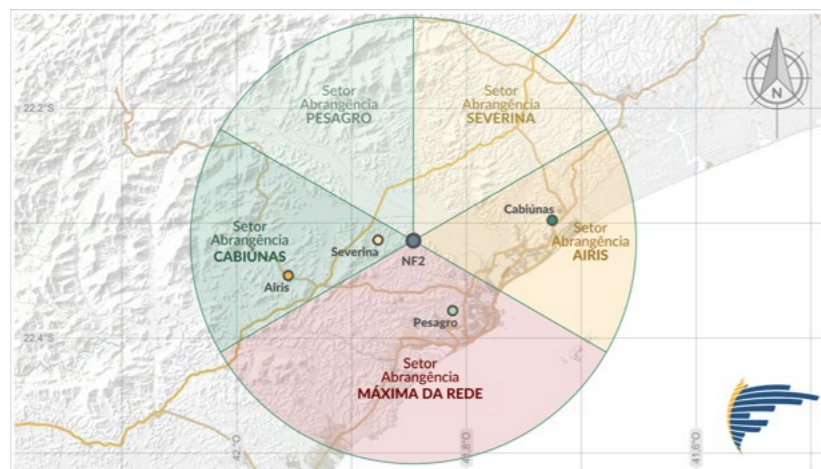 Setor
Abrangência
PESAGRO
Setor
Abrangência
SEVERINA
N
22,2°S
Cabiúnas
Setor
Abrangência
CABIÚNAS
Severina
NF2
Setor
Abrangência
AIRIS
Airis
Pesagro
22,4°S
Setor
Abrangência
MÁXIMA DA REDE
42,°O
41,8°O
41,6°O